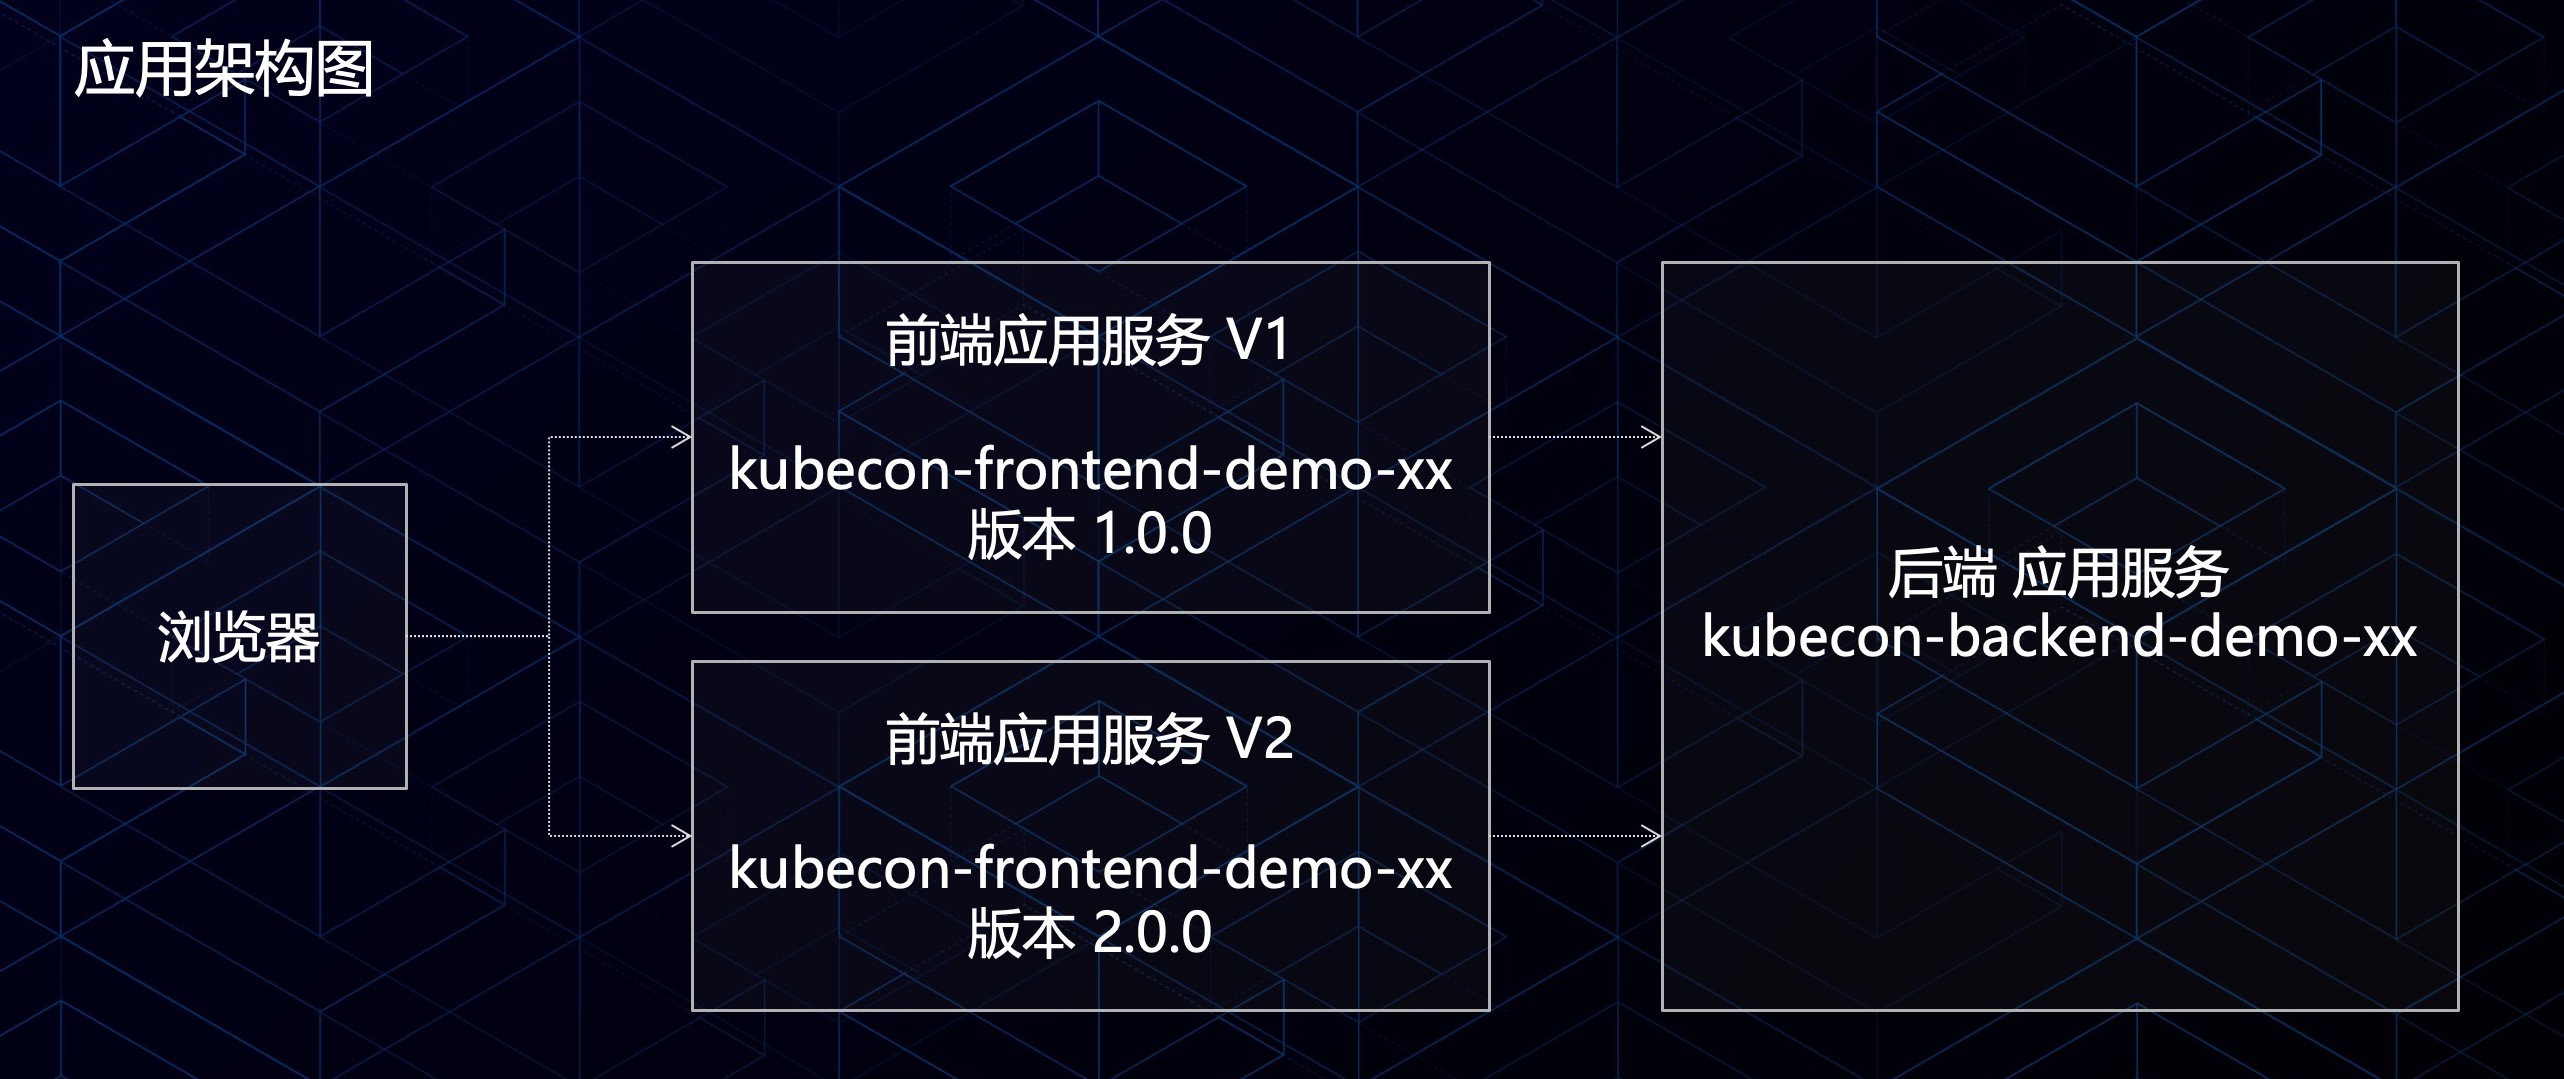 应用架构图
浏览器
前端应用服务 V1
kubecon-frontend-demo-xx
版本 1.0.0
前端应用服务 V2
kubecon-frontend-demo-xx
版本 2.0.0
后端 应用服务
kubecon-backend-demo-xx